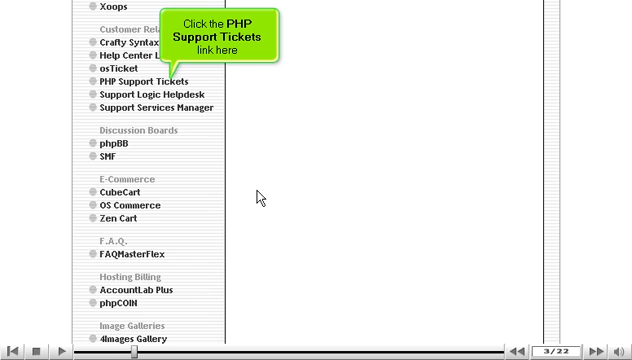 Xoops
Customer Rela
Crafty Syntax
Help Center L
osTicket
PHP Support Tickets
Support Logic Helpdesk
Support Services Manager
Click the PHP
Support Tickets
link here
Discussion Boards
phpBB
SMF
E-Commerce
CubeCart
OS Commerce
Zen Cart
F.A.Q.
FAQMasterFlex
Hosting Billing
AccountLab Plus
phpCOIN
Image Galleries
4Images Gallery
3/22